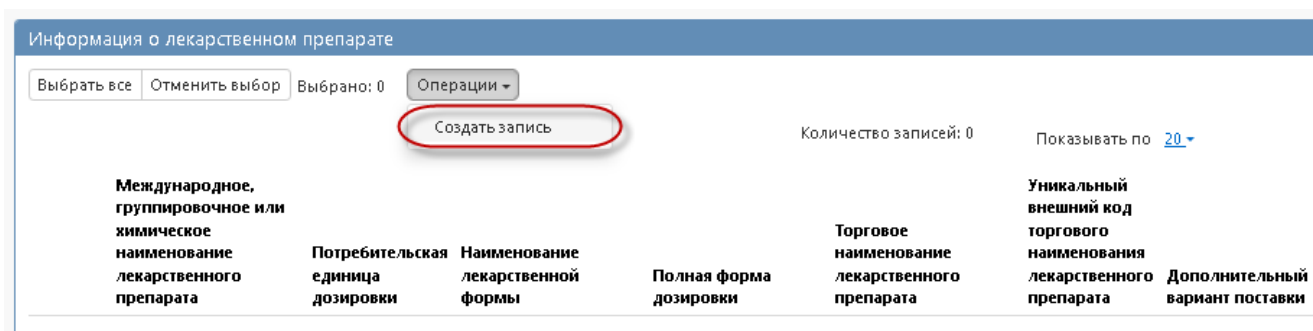 Информация о лекарственном препарате
Выбрать все Отменить выбор Выбрано: 0 Операции
Создать запись
Количество записей: 0 Показывать по 20
Международное,
группировочное или
химическое
наименование
лекарственного
препарата
Потребительская
единица
дозировки
Наименование
лекарственной
формы
Полная форма
дозировки
Торговое
наименование
лекарственного
препарата
Уникальный
внешний код
торгового
наименования
лекарственного
препарата
Дополнительный
вариант поставки